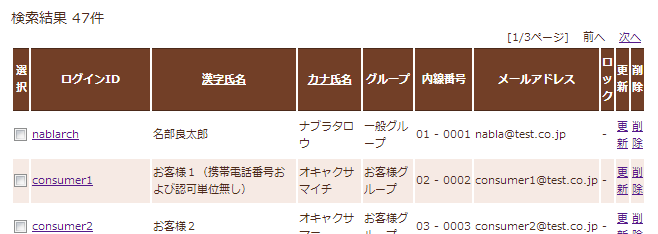 検索結果 47件
[1/3ページ] 前へ 次へ
選択 ログインID 漢字氏名 カナ氏名 グループ 内線番号 メールアドレス ロック 更新 削除
nablarch 名部良太郎 ナブラタロウ 一般グループ 01 - 0001 nabla@test.co.jp - 更新 削除
consumer1 お客様１（携帯電話番号および認可単位無し） オキャクサマイチ お客様グループ 02 - 0002 consumer1@test.co.jp - 更新 削除
consumer2 お客様２ オキャクサマニ お客様グループ 03 - 0003 consumer2@test.co.jp - 更新 削除